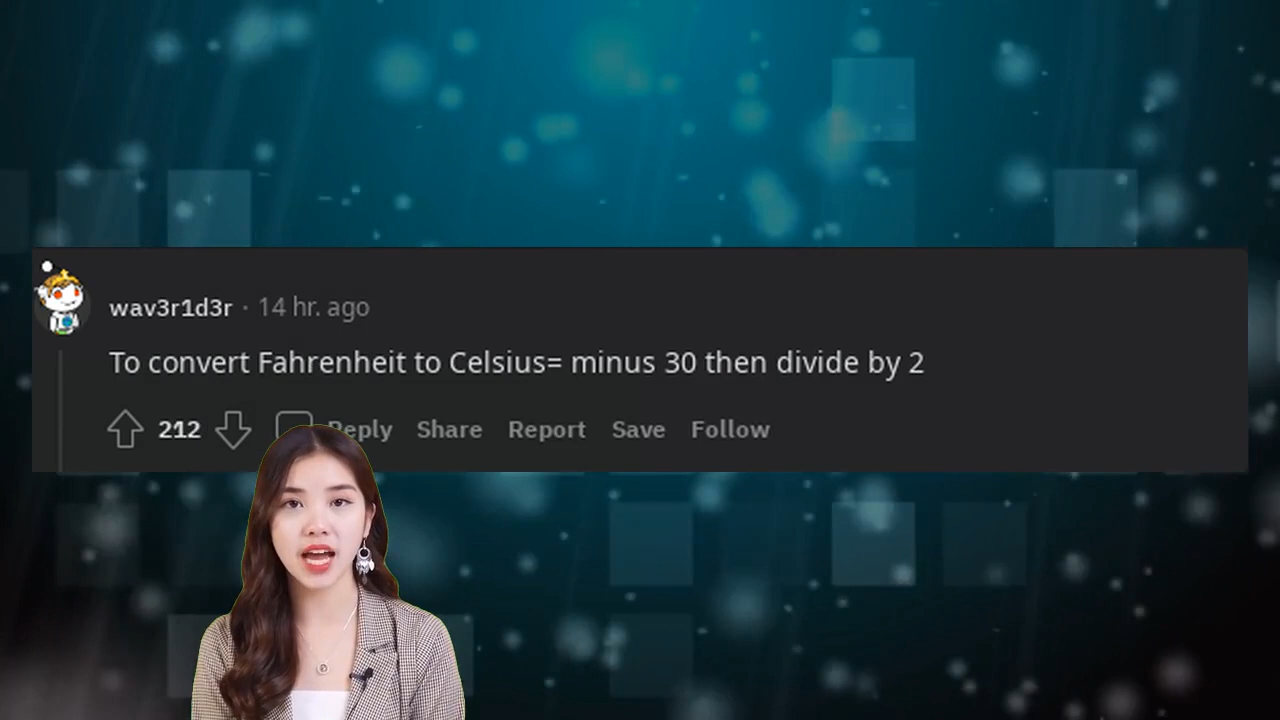 wav3r1d3r · 14 hr. ago
To convert Fahrenheit to Celsius= minus 30 then divide by 2
212 Reply Share Report Save Follow